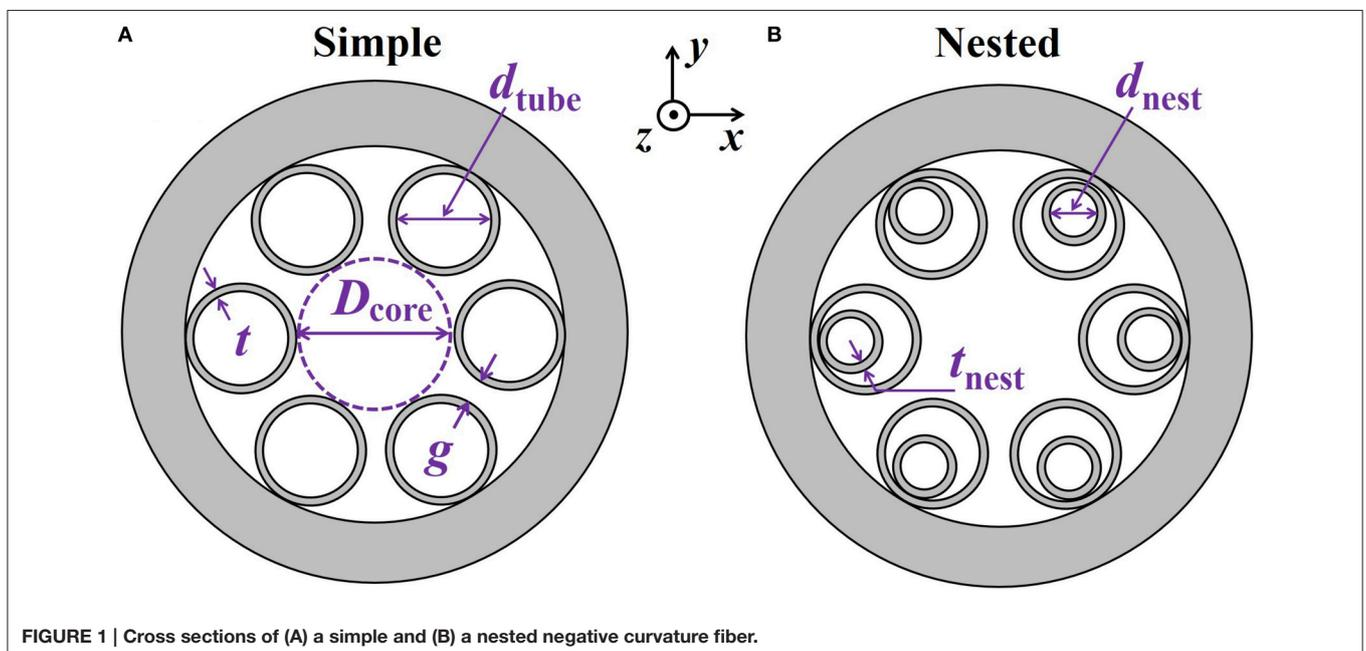 A
Simple
d_tube
D_core
t
g
y
z
x
B
Nested
d_nest
t_nest
FIGURE 1 | Cross sections of (A) a simple and (B) a nested negative curvature fiber.